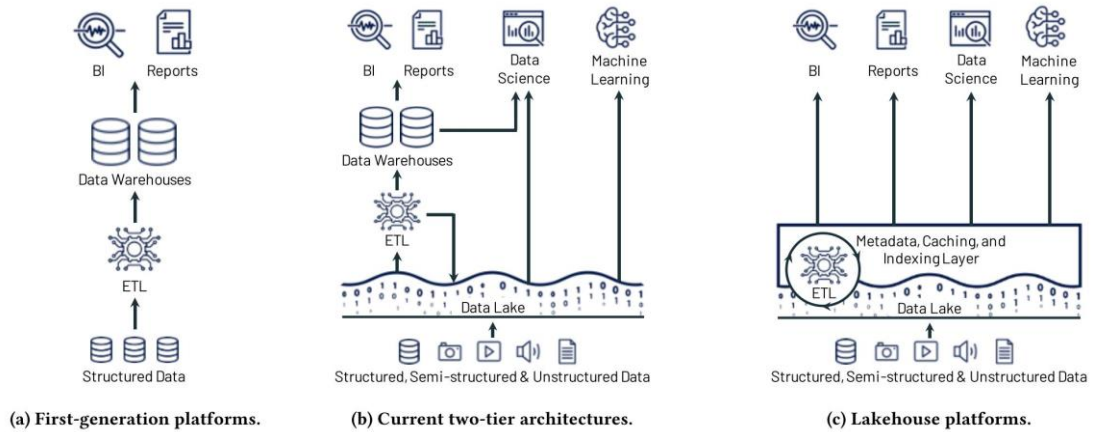 BI
Reports
Data Warehouses
ETL
Structured Data
(a) First-generation platforms.
BI
Reports
Data
Science
Machine
Learning
Data Warehouses
ETL
Data Lake
Structured, Semi-structured & Unstructured Data
(b) Current two-tier architectures.
BI
Reports
Data
Science
Machine
Learning
Metadata, Caching, and
Indexing Layer
ETL
Data Lake
Structured, Semi-structured & Unstructured Data
(c) Lakehouse platforms.